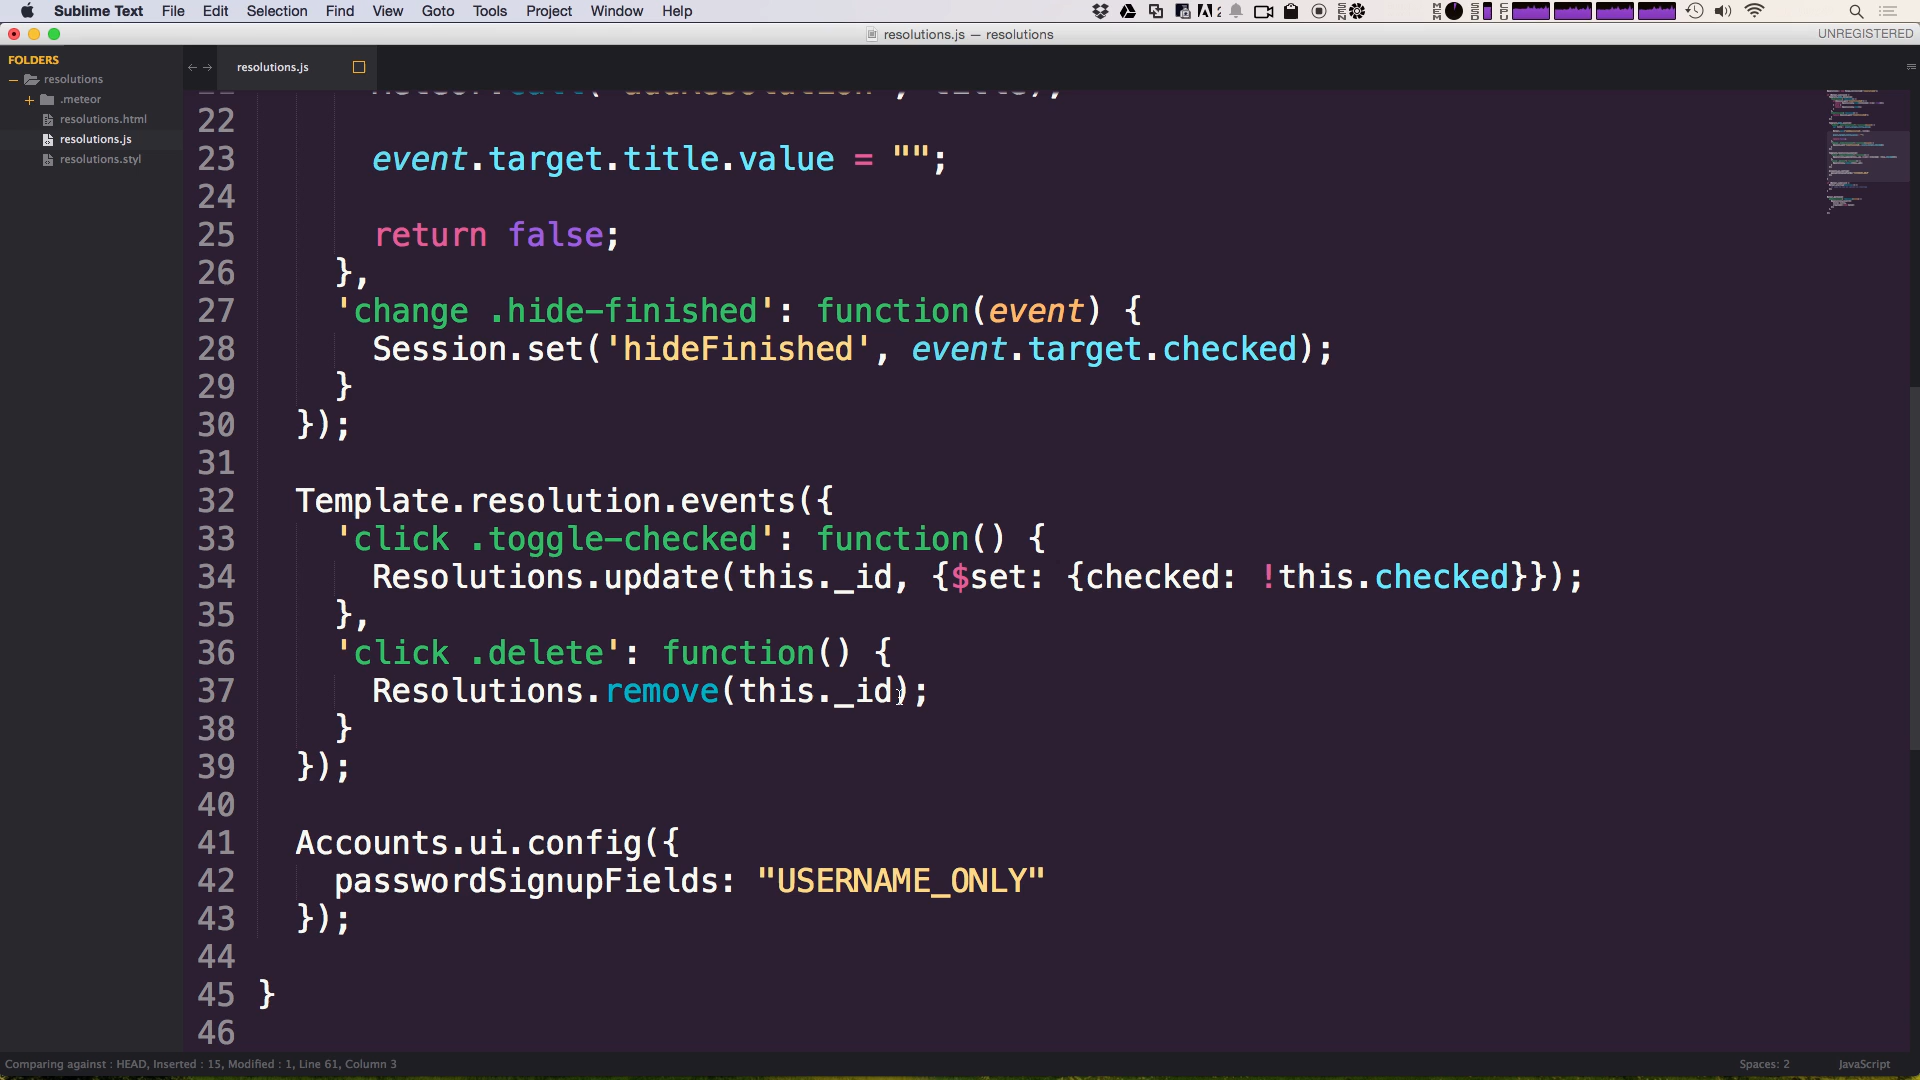 Sublime Text File Edit Selection Find View Goto Tools Project Window Help
resolutions.js — resolutions
UNREGISTERED
FOLDERS
resolutions
.meteor
resolutions.html
resolutions.js
resolutions.styl
resolutions.js
22
23 event.target.title.value = "";
24
25 return false;
26 },
27 'change .hide-finished': function(event) {
28 Session.set('hideFinished', event.target.checked);
29 }
30 });
31
32 Template.resolution.events({
33 'click .toggle-checked': function() {
34 Resolutions.update(this._id, {$set: {checked: !this.checked}});
35 },
36 'click .delete': function() {
37 Resolutions.remove(this._id);
38 }
39 });
40
41 Accounts.ui.config({
42 passwordSignupFields: "USERNAME_ONLY"
43 });
44
45 }
46
Comparing against : HEAD, Inserted : 15, Modified : 1, Line 61, Column 3
Spaces: 2
JavaScript